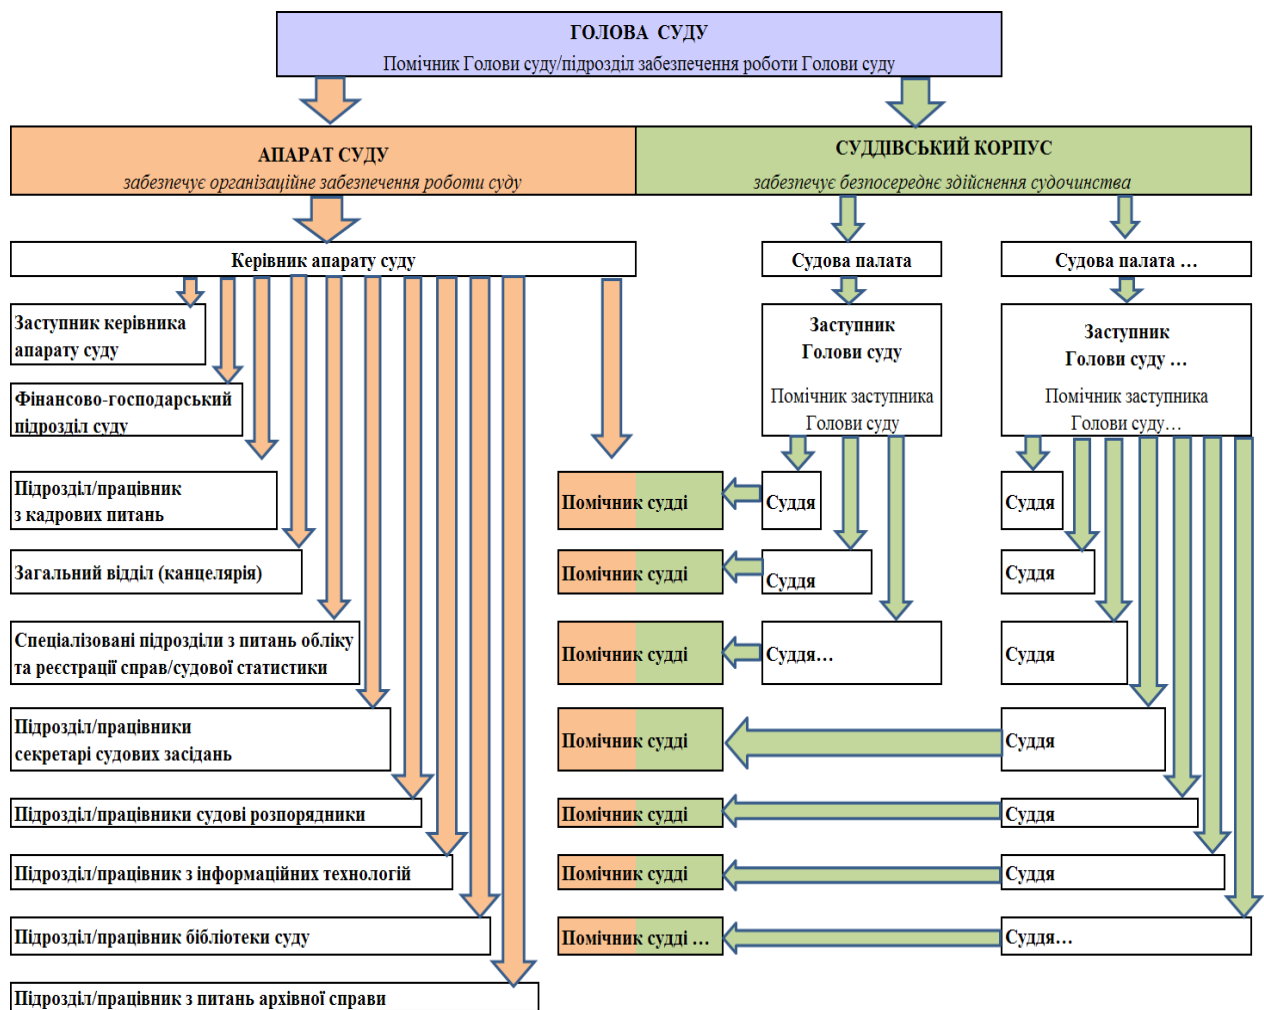 ГОЛОВА СУДУ
Помічник Голови суду/підрозділ забезпечення роботи Голови суду
АПАРАТ СУДУ
забезпечує організаційне забезпечення роботи суду
СУДДІВСЬКИЙ КОРПУС
забезпечує безпосереднє здійснення судочинства
Керівник апарату суду
Судова палата
Судова палата …
Заступник керівника
апарату суду
Фінансово-господарський
підрозділ суду
Підрозділ/працівник
з кадрових питань
Загальний відділ (канцелярія)
Спеціалізовані підрозділи з питань обліку
та реєстрації справ/судової статистики
Підрозділ/працівники
секретарі судових засідань
Підрозділ/працівники судові розпорядники
Підрозділ/працівник з інформаційних технологій
Підрозділ/працівник бібліотеки суду
Підрозділ/працівник з питань архівної справи
Помічник судді
Помічник судді
Помічник судді
Помічник судді
Помічник судді
Помічник судді
Помічник судді …
Заступник
Голови суду
Помічник заступника
Голови суду
Суддя
Суддя
Суддя…
Заступник
Голови суду …
Помічник заступника
Голови суду…
Суддя
Суддя
Суддя
Суддя
Суддя
Суддя
Суддя…